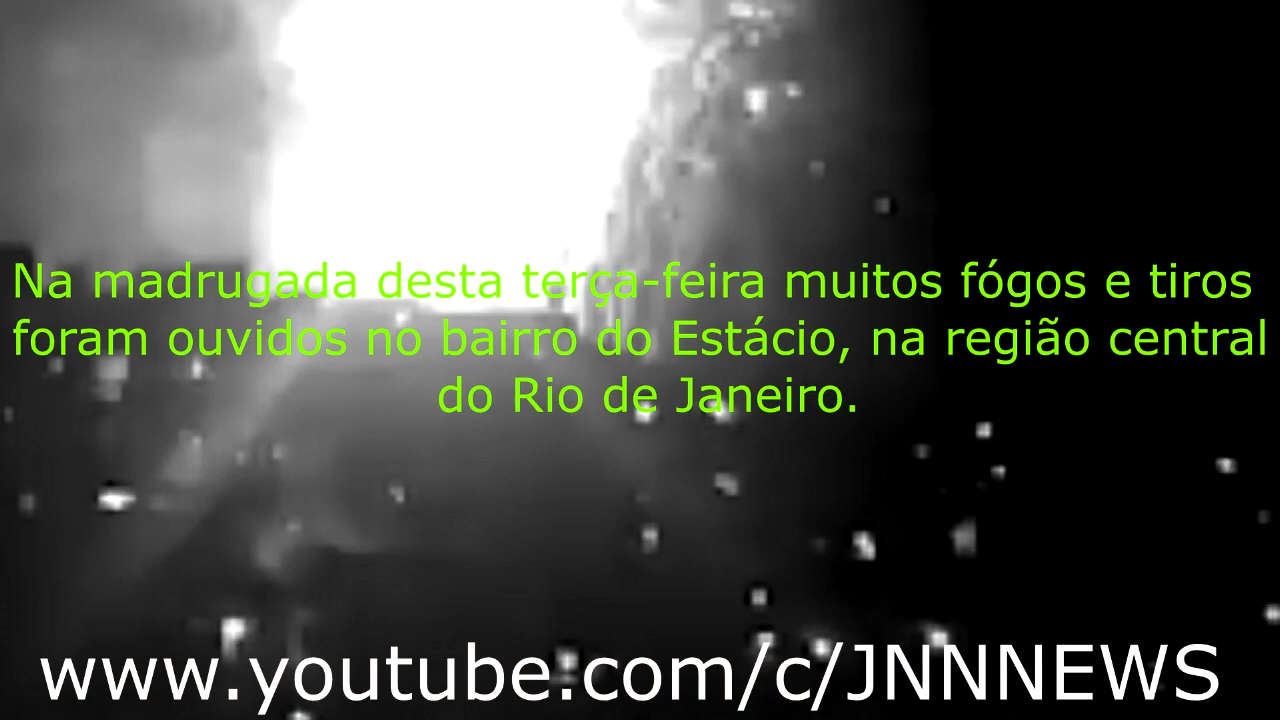 Na madrugada desta terça-feira muitos fógos e tiros
foram ouvidos no bairro do Estácio, na região central
do Rio de Janeiro.
www.youtube.com/c/JNNNEWS